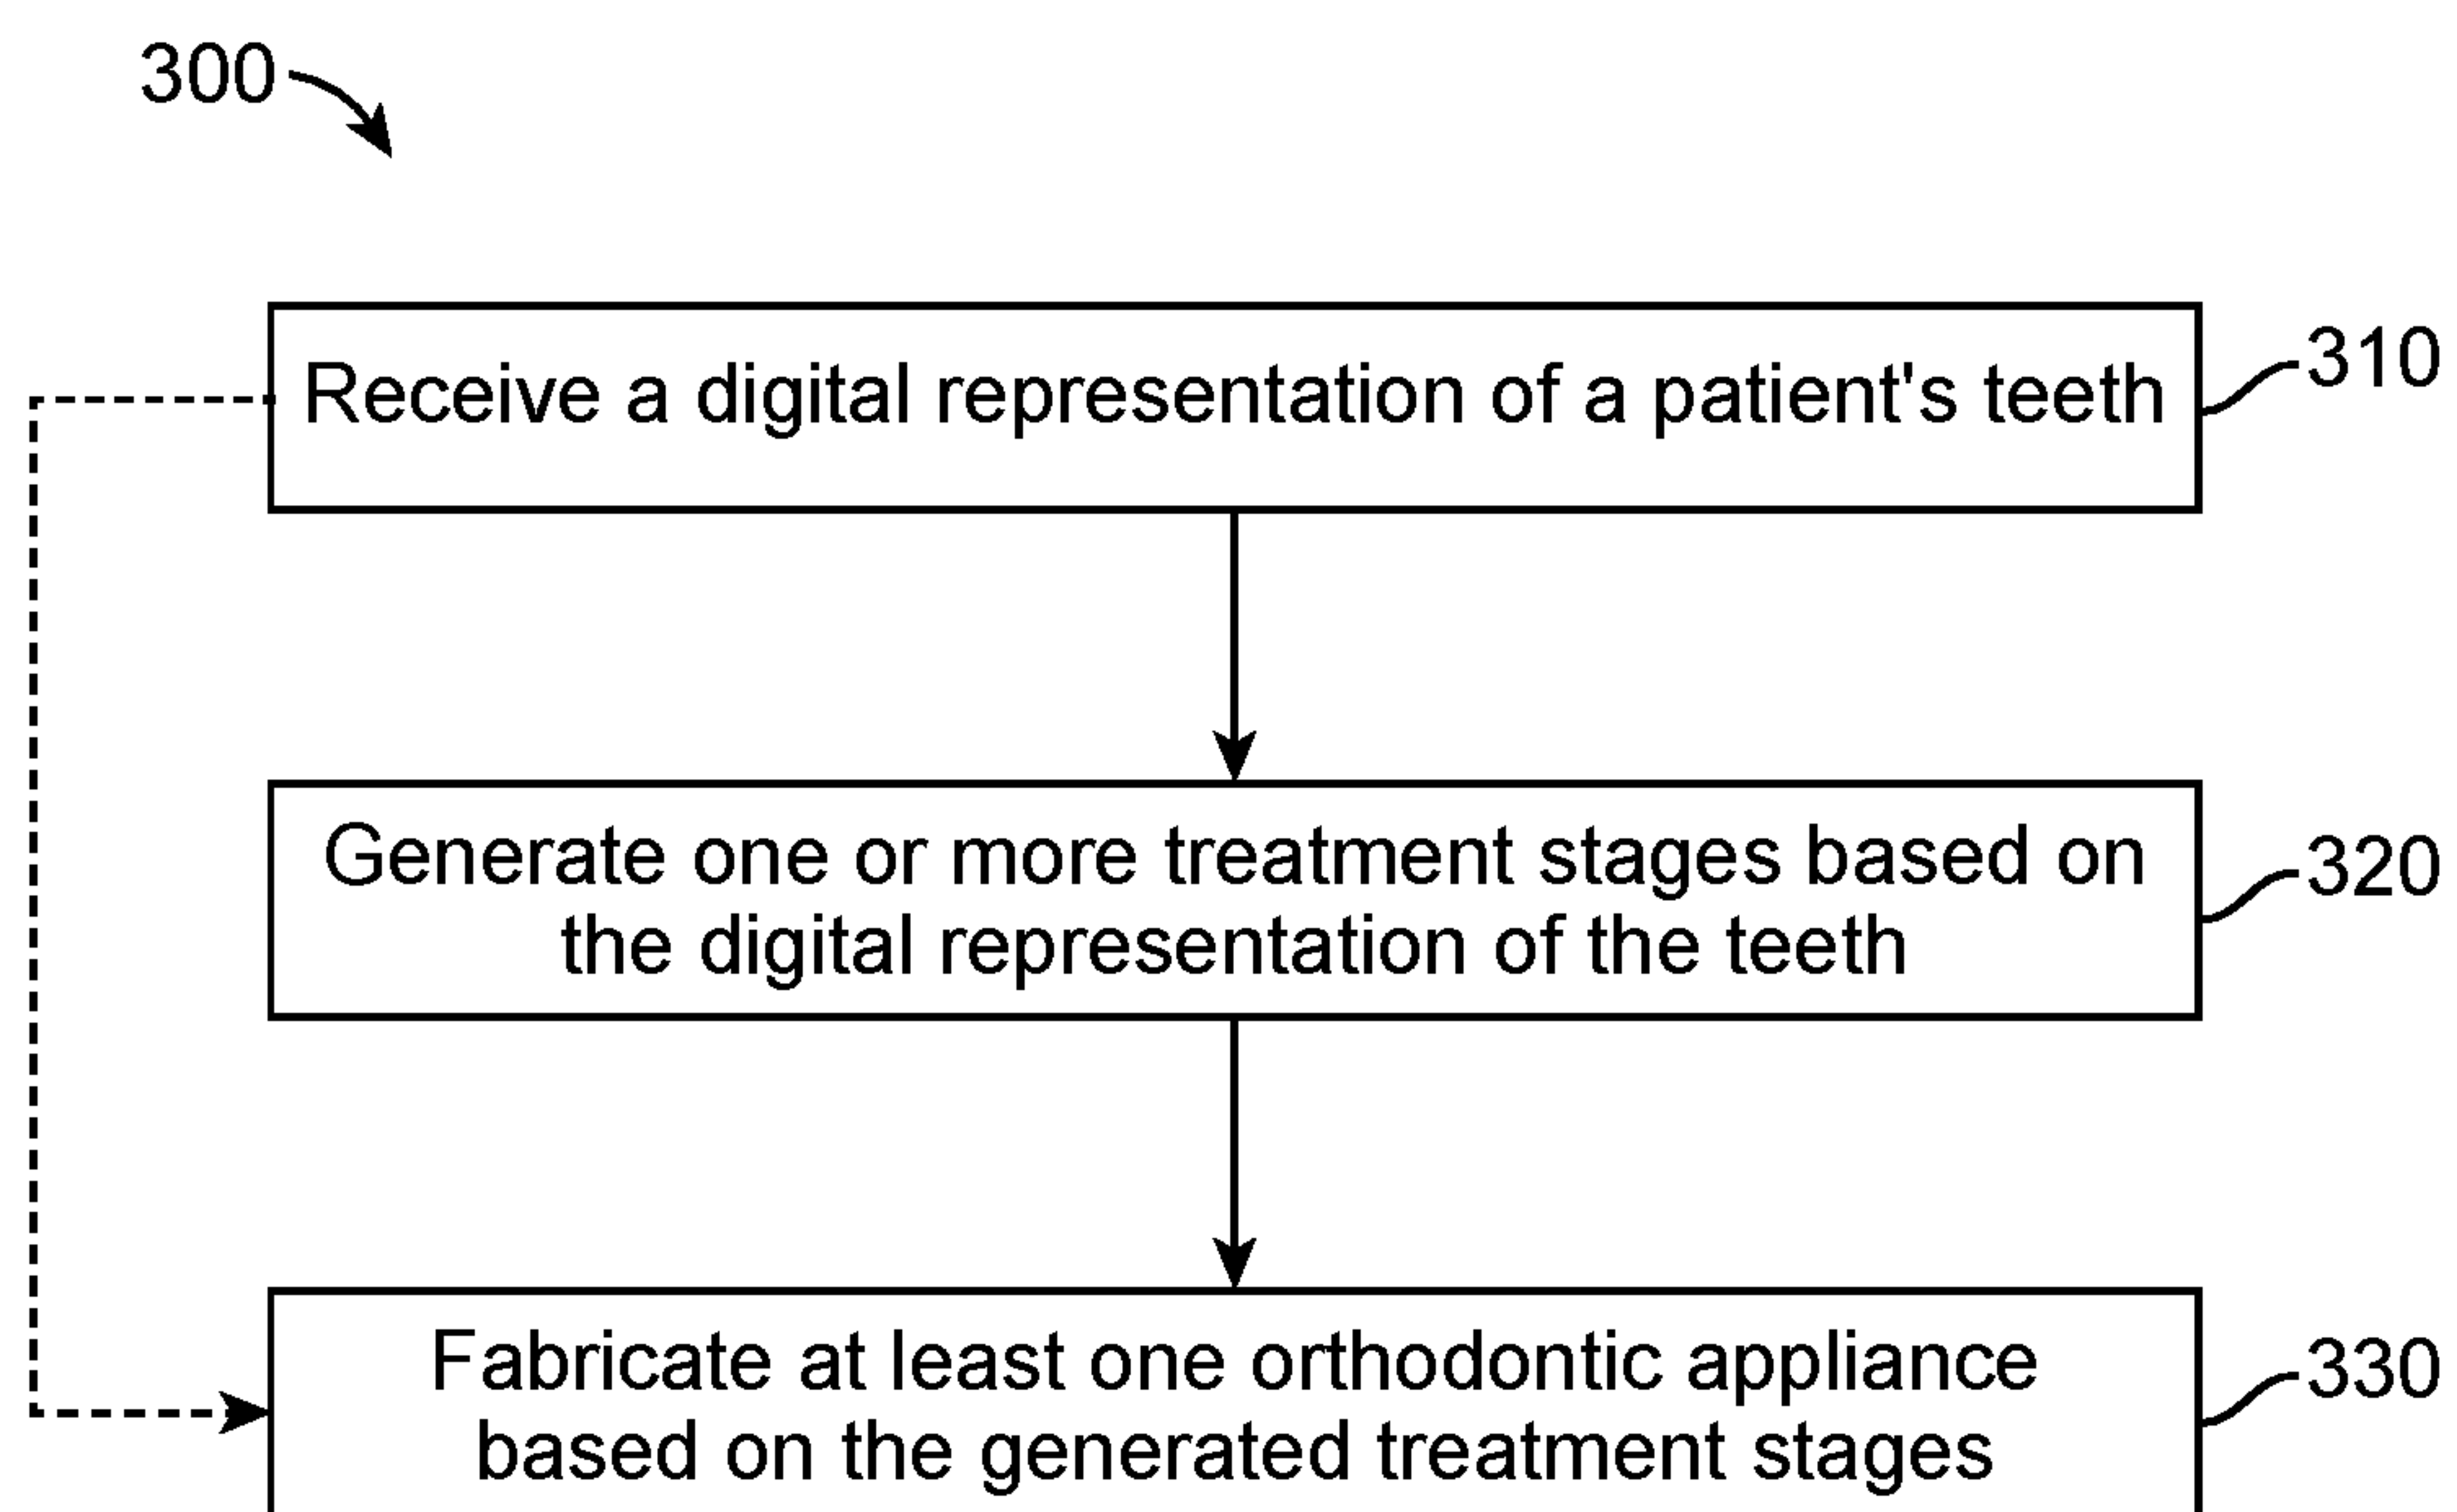 300
Receive a digital representation of a patient's teeth
310
Generate one or more treatment stages based on
the digital representation of the teeth
320
Fabricate at least one orthodontic appliance
based on the generated treatment stages
330